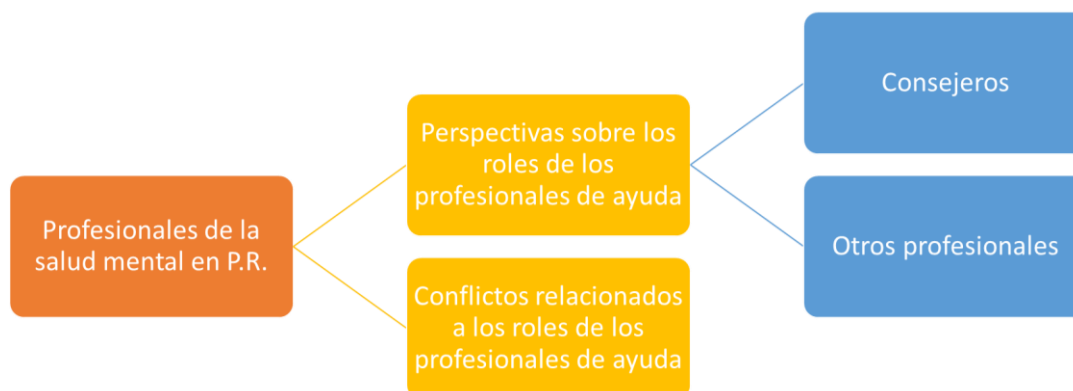 Profesionales de la
salud mental en P.R.
Perspectivas sobre los
roles de los
profesionales de ayuda
Conflictos relacionados
a los roles de los
profesionales de ayuda
Consejeros
Otros profesionales